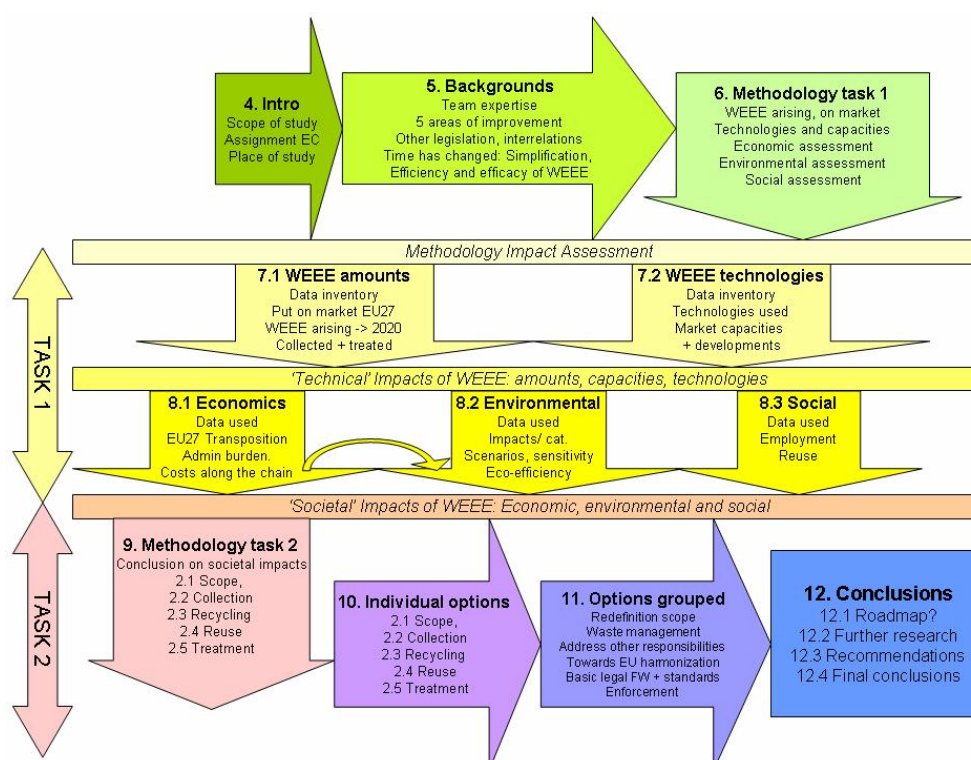 4. Intro
Scope of study
Assignment EC
Place of study
5. Backgrounds
Team expertise
5 areas of improvement
Other legislation, interrelations
Time has changed: Simplification,
Efficiency and efficacy of WEEE
6. Methodology task 1
WEEE arising, on market
Technologies and capacities
Economic assessment
Environmental assessment
Social assessment
Methodology Impact Assessment
TASK 1
7.1 WEEE amounts
Data inventory
Put on market EU27
WEEE arising -> 2020
Collected + treated
7.2 WEEE technologies
Data inventory
Technologies used
Market capacities
+ developments
'Technical' Impacts of WEEE: amounts, capacities, technologies
8.1 Economics
Data used
EU27 Transposition
Admin burden.
Costs along the chain
8.2 Environmental
Data used
Impacts/ cat.
Scenarios, sensitivity
Eco-efficiency
8.3 Social
Data used
Employment
Reuse
'Societal' Impacts of WEEE: Economic, environmental and social
TASK 2
9. Methodology task 2
Conclusion on societal impacts
2.1 Scope,
2.2 Collection
2.3 Recycling
2.4 Reuse
2.5 Treatment
10. Individual options
2.1 Scope,
2.2 Collection
2.3 Recycling
2.4 Reuse
2.5 Treatment
11. Options grouped
Redefinition scope
Waste management
Address other responsibilities
Towards EU harmonization
Basic legal FW + standards
Enforcement
12. Conclusions
12.1 Roadmap?
12.2 Further research
12.3 Recommendations
12.4 Final conclusions